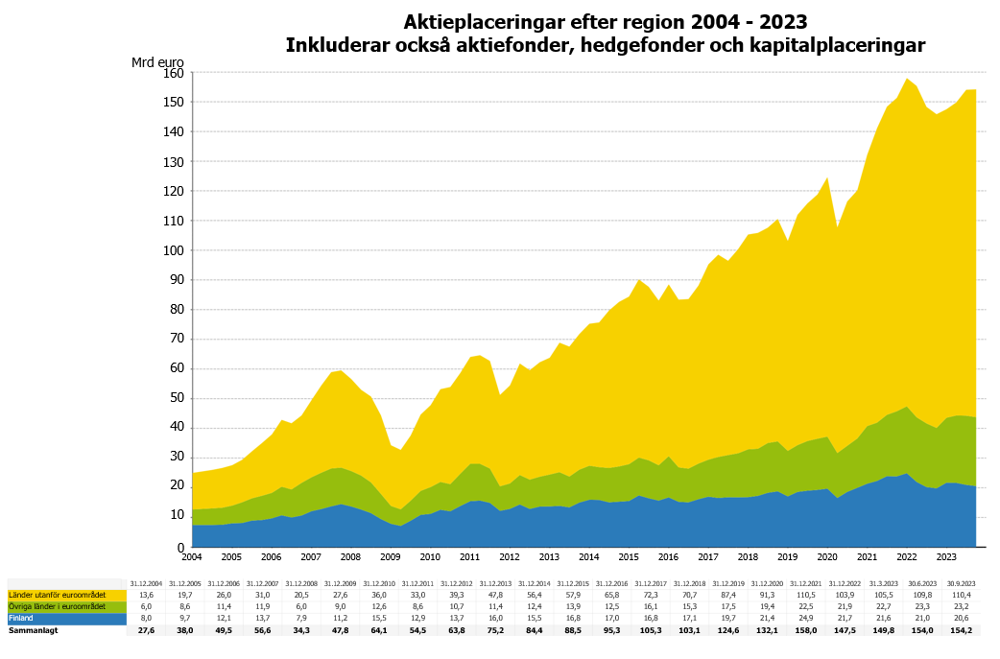 Aktieplaceringar efter region 2004 - 2023
Inkluderar också aktiefonder, hedgefonder och kapitalplaceringar
Mrd euro
160
150
140
130
120
110
100
90
80
70
60
50
40
30
20
10
0
2004 2005 2006 2007 2008 2009 2010 2011 2012 2013 2014 2015 2016 2017 2018 2019 2020 2021 2022 2023
31.12.2004 31.12.2005 31.12.2006 31.12.2007 31.12.2008 31.12.2009 31.12.2010 31.12.2011 31.12.2012 31.12.2013 31.12.2014 31.12.2015 31.12.2016 31.12.2017 31.12.2018 31.12.2019 31.12.2020 31.12.2021 31.12.2022 31.3.2023 30.6.2023 30.9.2023
Länder utanför euroområdet 13,6 19,7 26,0 31,0 20,5 27,6 36,0 33,0 39,3 47,8 56,4 57,9 65,8 72,3 70,7 87,4 91,3 110,5 103,9 105,5 109,8 110,4
Övriga länder i euroområdet 6,0 8,6 11,4 11,9 6,0 9,0 12,6 8,6 10,7 11,4 12,4 13,9 12,5 16,1 15,3 17,5 19,4 22,5 21,9 22,7 23,3 23,2
Finland 8,0 9,7 12,1 13,7 7,9 11,2 15,5 12,9 13,7 16,0 15,5 16,8 17,0 16,8 17,1 19,7 21,4 24,9 21,7 21,6 21,0 20,6
Sammanlagt 27,6 38,0 49,5 56,6 34,3 47,8 64,1 54,5 63,8 75,2 84,4 88,5 95,3 105,3 103,1 124,6 132,1 158,0 147,5 149,8 154,0 154,2